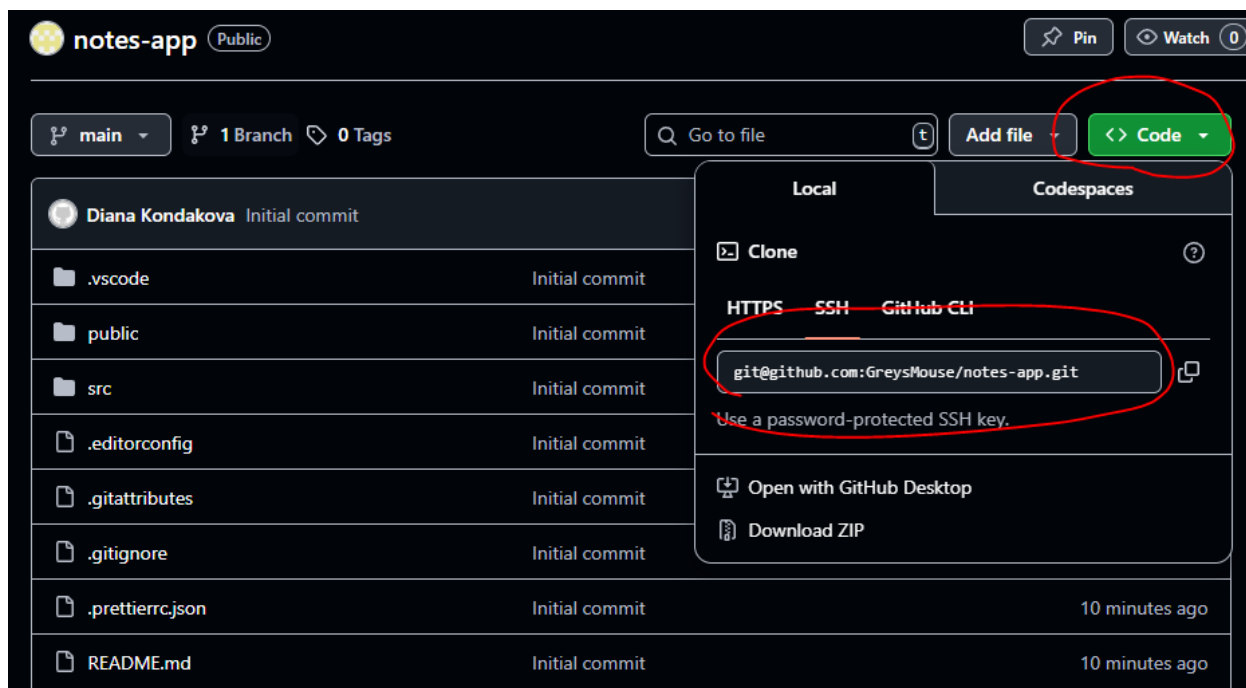 notes-app Public Pin Watch 0
main 1 Branch 0 Tags Go to file t Add file Code
Local Codespaces
Diana Kondakova Initial commit
Clone
.vscode Initial commit
HTTPS SSH GitHub CLI
public Initial commit
git@github.com:GreysMouse/notes-app.git
src Initial commit
Use a password-protected SSH key.
.editorconfig Initial commit
Open with GitHub Desktop
.gitattributes Initial commit
Download ZIP
.gitignore Initial commit
.prettierrc.json Initial commit 10 minutes ago
README.md Initial commit 10 minutes ago